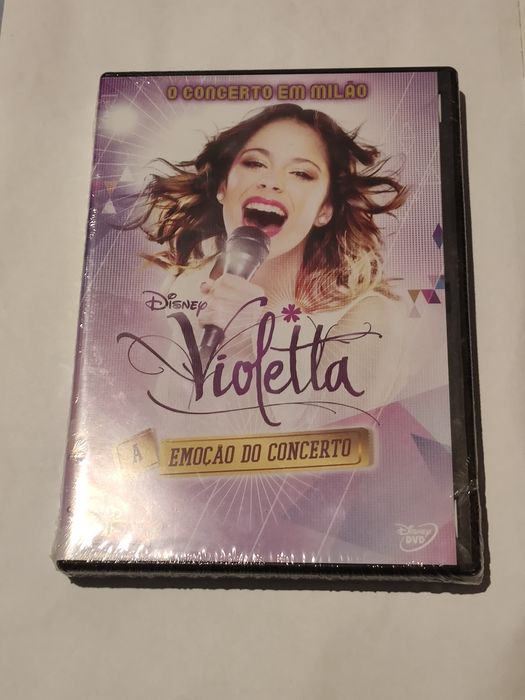 O CONCERTO EM MILÃO
Disney
Violetta
A EMOÇÃO DO CONCERTO
Disney
DVD